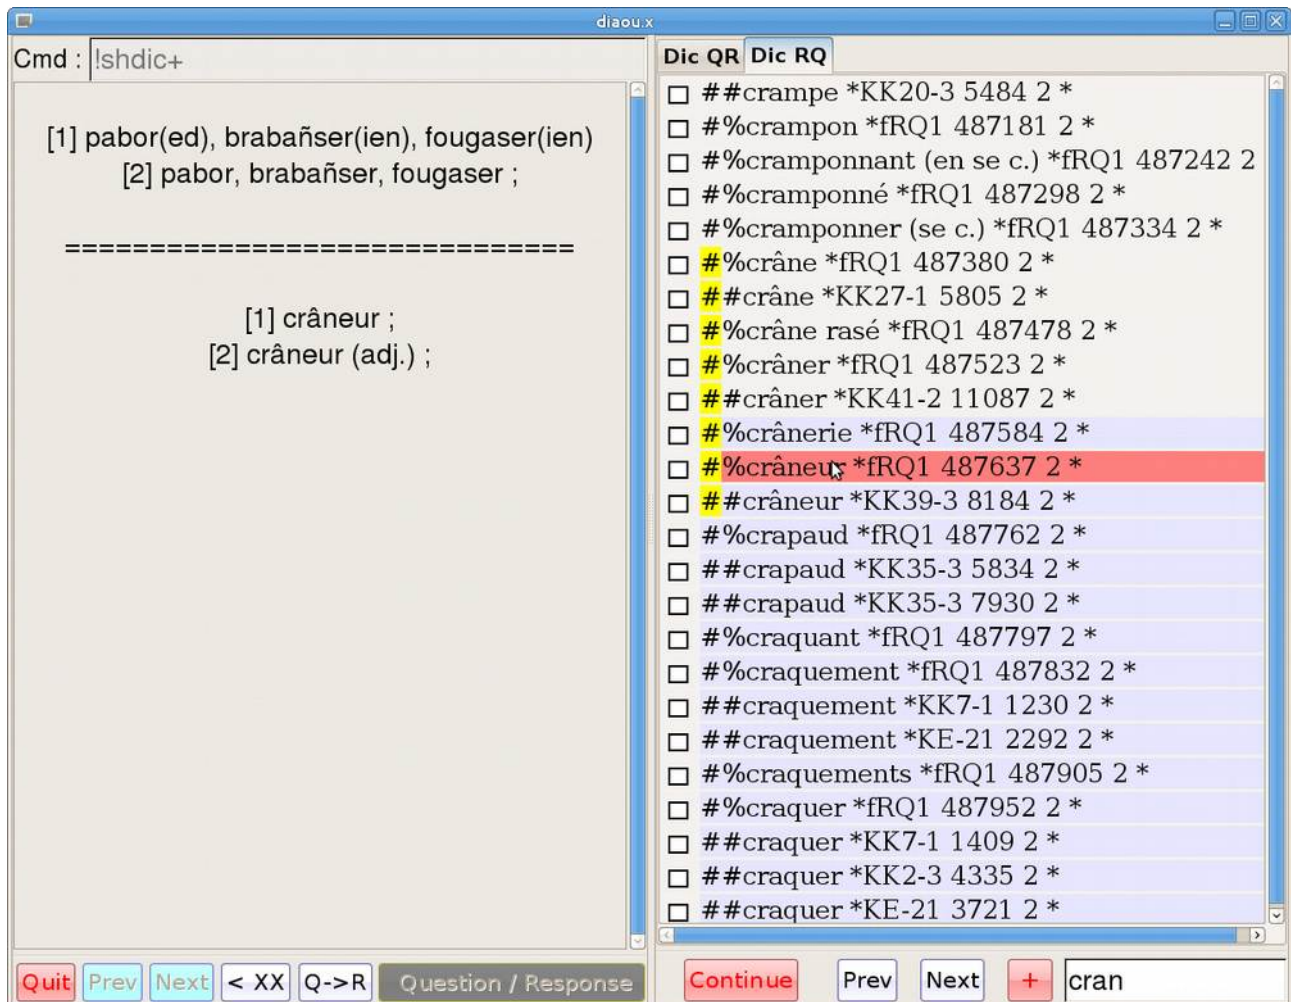 diaou.x
Cmd : !shdic+
[1] pabor(ed), brabañser(ien), fougaser(ien)
[2] pabor, brabañser, fougaser ;
==============================
[1] crâneur ;
[2] crâneur (adj.) ;
Quit Prev Next < XX Q->R Question / Response
Dic QR Dic RQ
##crampe *KK20-3 5484 2 *
#%crampon *fRQ1 487181 2 *
#%cramponnant (en se c.) *fRQ1 487242 2
#%cramponné *fRQ1 487298 2 *
#%cramponner (se c.) *fRQ1 487334 2 *
#%crâne *fRQ1 487380 2 *
##crâne *KK27-1 5805 2 *
#%crâne rasé *fRQ1 487478 2 *
#%crâner *fRQ1 487523 2 *
##crâner *KK41-2 11087 2 *
#%crânerie *fRQ1 487584 2 *
#%crâneur *fRQ1 487637 2 *
##crâneur *KK39-3 8184 2 *
#%crapaud *fRQ1 487762 2 *
##crapaud *KK35-3 5834 2 *
##crapaud *KK35-3 7930 2 *
#%craquant *fRQ1 487797 2 *
#%craquement *fRQ1 487832 2 *
##craquement *KK7-1 1230 2 *
##craquement *KE-21 2292 2 *
#%craquements *fRQ1 487905 2 *
#%craquer *fRQ1 487952 2 *
##craquer *KK7-1 1409 2 *
##craquer *KK2-3 4335 2 *
##craquer *KE-21 3721 2 *
Continue Prev Next + cran